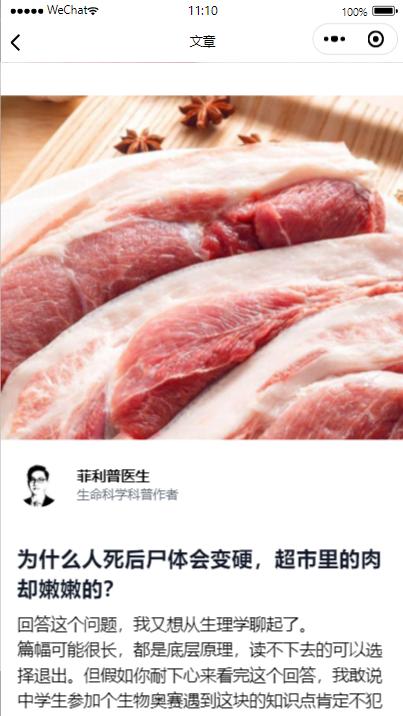 WeChat
11:10
100%
文章
菲利普医生
生命科学科普作者
为什么人死后尸体会变硬，超市里的肉
却嫩嫩的？
回答这个问题，我又想从生理学聊起了。
篇幅可能很长，都是底层原理，读不下去的可以选
择退出。但假如你耐下心来看完这个回答，我敢说
中学生参加个生物奥赛遇到这块的知识点肯定不犯